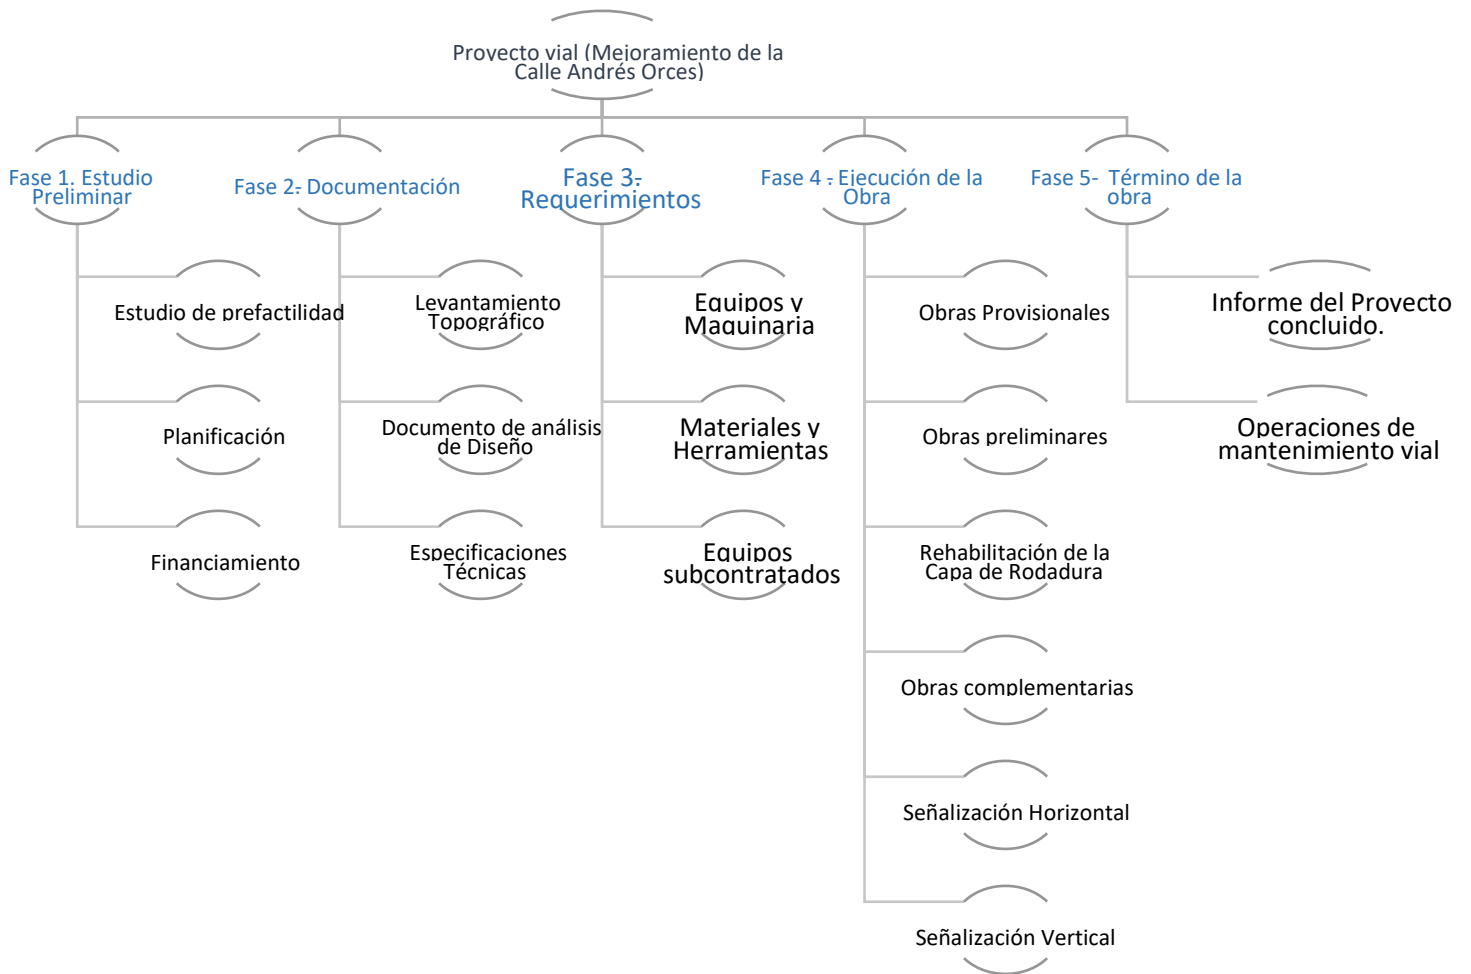 Proyecto vial (Mejoramiento de la
Calle Andrés Orces)
Fase 1. Estudio
Preliminar
Fase 2- Documentación
Fase 3-
Requerimientos
Fase 4 - Ejecución de la
Obra
Fase 5-  Término de la
obra
Estudio de prefactilidad
Planificación
Financiamiento
Levantamiento
Topográfico
Documento de análisis
de Diseño
Especificaciones
Técnicas
Equipos y
Maquinaria
Materiales y
Herramientas
Equipos
subcontratados
Obras Provisionales
Obras preliminares
Rehabilitación de la
Capa de Rodadura
Obras complementarias
Señalización Horizontal
Señalización Vertical
Informe del Proyecto
concluido.
Operaciones de
mantenimiento vial